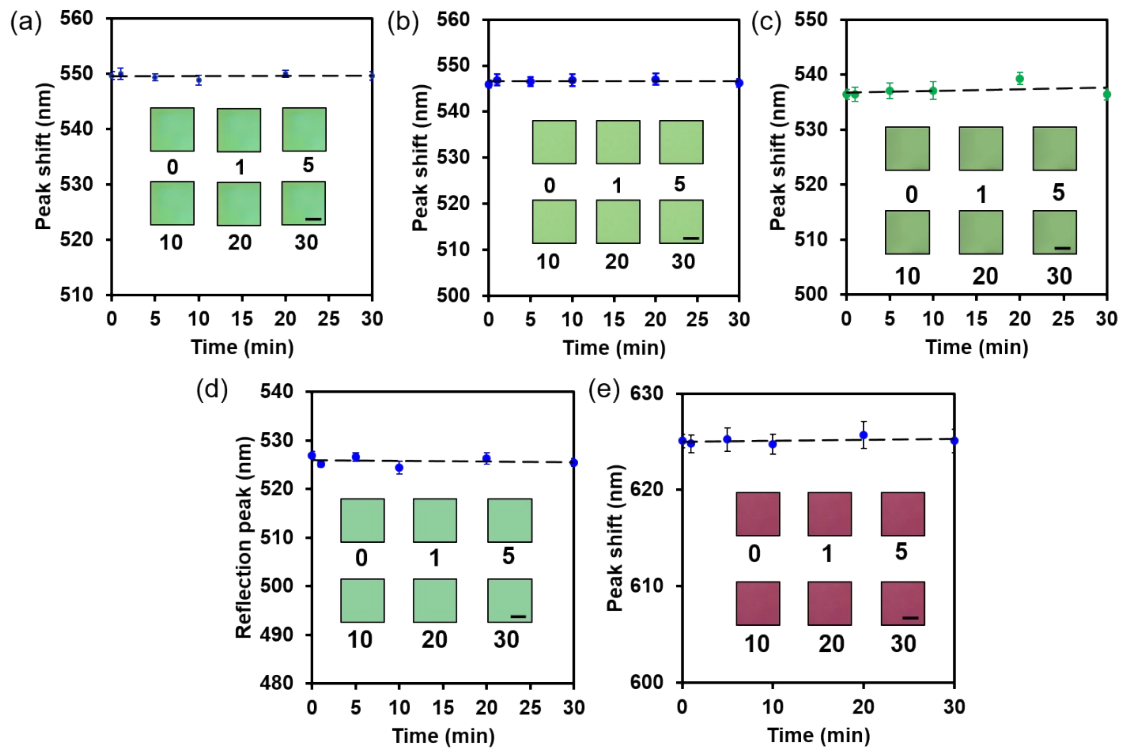 (a)
560
550
540
530
520
510
Peak shift (nm)
0 1 5
10 20 30
0 5 10 15 20 25 30
Time (min)
(b)
560
550
540
530
520
510
500
Peak shift (nm)
0 1 5
10 20 30
0 5 10 15 20 25 30
Time (min)
(c)
550
540
530
520
510
500
Peak shift (nm)
0 1 5
10 20 30
0 5 10 15 20 25 30
Time (min)
(d)
540
530
520
510
500
490
480
Reflection peak (nm)
0 1 5
10 20 30
0 5 10 15 20 25 30
Time (min)
(e)
630
620
610
600
Peak shift (nm)
0 1 5
10 20 30
0 10 20 30
Time (min)